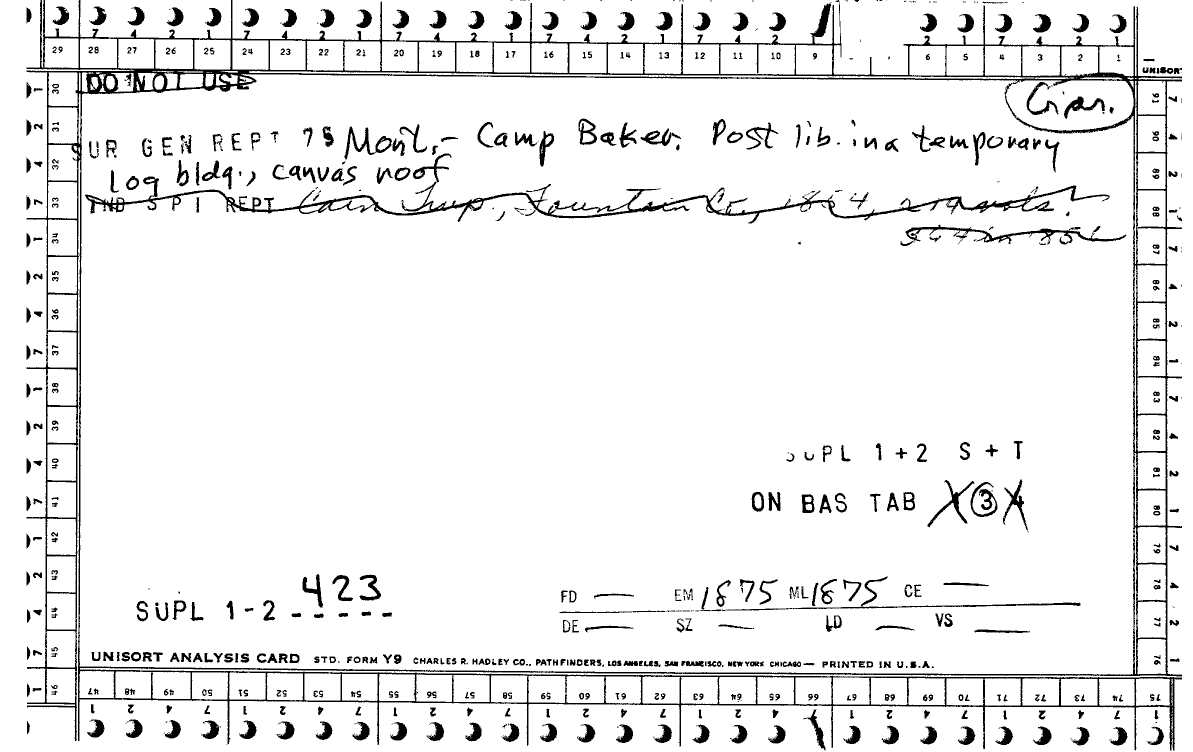 1 7 4 2 1 7 4 2 1 7 4 2 1 7 4 2 1 7 4 2 1 2 1 7 4 2 1
29 28 27 26 25 24 23 22 21 20 19 18 17 16 15 14 13 12 11 10 9 6 5 4 3 2 1
UNISORT
DO NOT USE
SUR GEN REPT 75 Mont.- Camp Baker. Post lib. in a temporary
Log bldg., canvas roof
IND SPI REPT Cain Twp., Fountain Co., 1854,
SUPL 1+2 S + T
ON BAS TAB 3 4
SUPL 1-2 423
FD — EM 1875 ML 1875 CE —
DE — SZ — LD — VS —
UNISORT ANALYSIS CARD STD. FORM Y9 CHARLES R. HADLEY CO., PATHFINDERS, LOS ANGELES, SAN FRANCISCO, NEW YORK CHICAGO — PRINTED IN U.S.A.
30 31 32 33 34 35 36 37 38 39 40 41 42 43 44 45 46
91 90 89 88 87 86 85 84 83 82 81 80 79 78 77 76
47 48 49 50 51 52 53 54 55 56 57 58 59 60 61 62 63 64 65 66 67 68 69 70 71 72 73 74 75